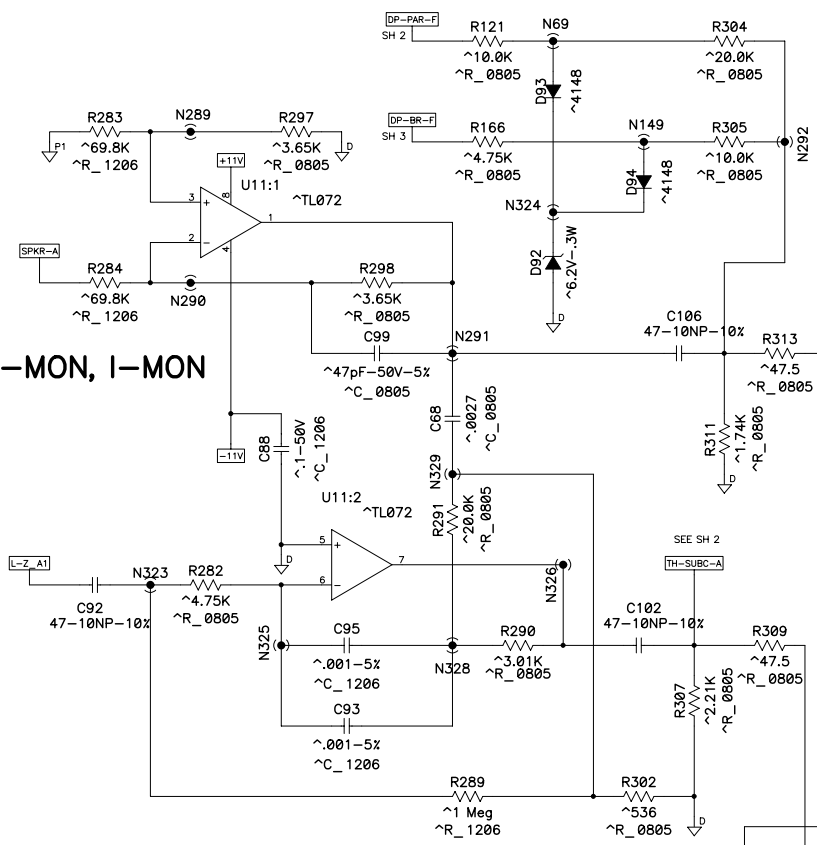 DP-PAR-F
SH 2
R121
^10.0K
^R_0805
N69
R304
^20.0K
^R_0805
D93
^4148
DP-BR-F
SH 3
R166
^4.75K
^R_0805
N149
R305
^10.0K
^R_0805
N292
D94
^4148
N324
D92
^6.2V-.3W
D
R283
^69.8K
^R_1206
P1
N289
R297
^3.65K
^R_0805
D
+11V
U11:1
^TL072
8
3
+
1
2
−
4
SPKR-A
R284
^69.8K
^R_1206
N290
R298
^3.65K
^R_0805
C99
^47pF-50V-5%
^C_0805
N291
C106
47-10NP-10%
R313
^47.5
^R_0805
R311
^1.74K
^R_0805
D
-MON, I-MON
C68
^.0027
^C_0805
-11V
C88
^.1-50V
^C_1206
N329
R291
^20.0K
^R_0805
U11:2
^TL072
D
5
+
7
6
−
N326
SEE SH 2
TH-SUBC-A
L-Z_A1
C92
47-10NP-10%
N323
R282
^4.75K
^R_0805
N325
C95
^.001-5%
^C_1206
N328
R290
^3.01K
^R_0805
C102
47-10NP-10%
R309
^47.5
^R_0805
R307
^2.21K
^R_0805
C93
^.001-5%
^C_1206
R289
^1 Meg
^R_1206
R302
^536
^R_0805
D